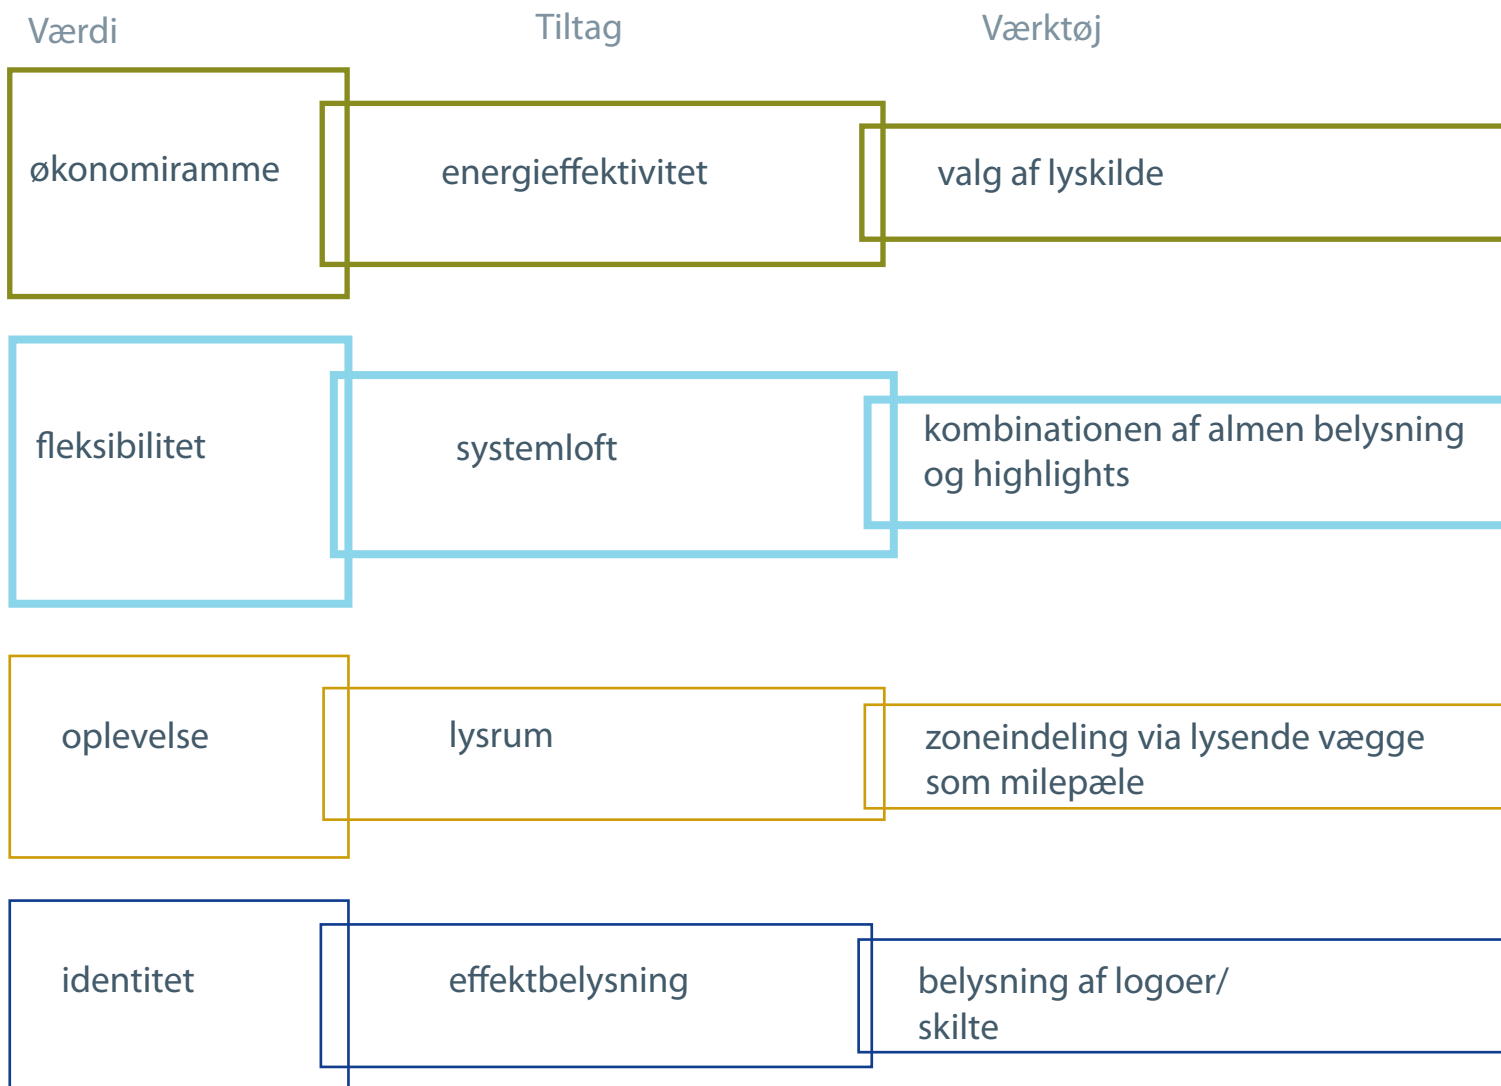 Værdi
Tiltag
Værktøj
økonomiramme
energieffektivitet
valg af lyskilde
fleksibilitet
systemloft
kombinationen af almen belysning
og highlights
oplevelse
lysrum
zoneindeling via lysende vægge
som milepæle
identitet
effektbelysning
belysning af logoer/
skilte